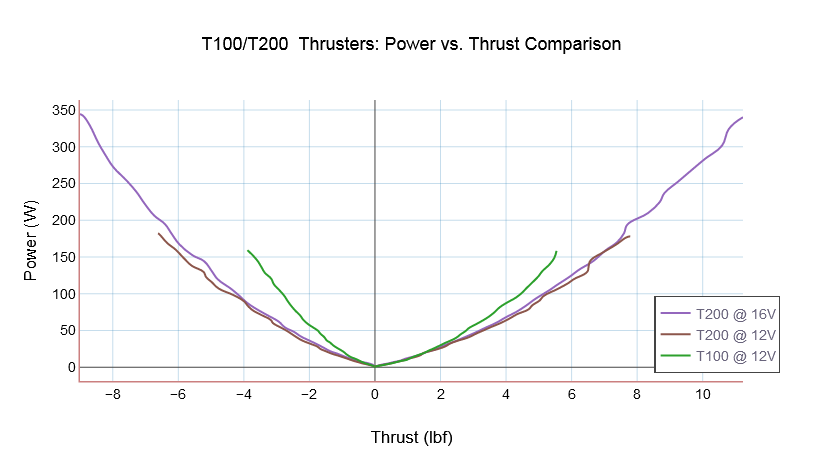 T100/T200 Thrusters: Power vs. Thrust Comparison
350
300
250
200
150
100
50
0
Power (W)
T200 @ 16V
T200 @ 12V
T100 @ 12V
−8 −6 −4 −2 0 2 4 6 8 10
Thrust (lbf)